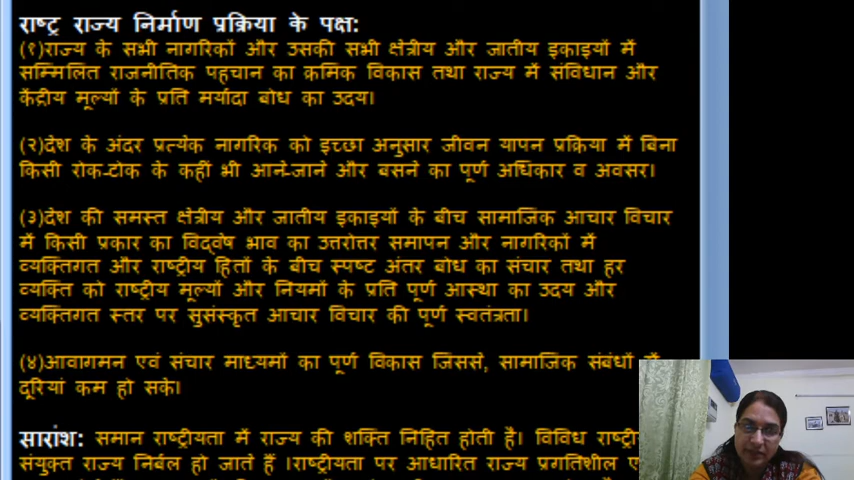 राष्ट्र राज्य निर्माण प्रक्रिया के पक्ष:
(१)राज्य के सभी नागरिकों और उसकी सभी क्षेत्रीय और जातीय इकाइयों में
सम्मिलित राजनीतिक पहचान का क्रमिक विकास तथा राज्य में संविधान और
केंद्रीय मूल्यों के प्रति मर्यादा बोध का उदय।
(२)देश के अंदर प्रत्येक नागरिक को इच्छा अनुसार जीवन यापन प्रक्रिया में बिना
किसी रोक-टोक के कहीं भी आने-जाने और बसने का पूर्ण अधिकार व अवसर।
(३)देश की समस्त क्षेत्रीय और जातीय इकाइयों के बीच सामाजिक आचार विचार
में किसी प्रकार का विद्वेष भाव का उत्तरोत्तर समापन और नागरिकों में
व्यक्तिगत और राष्ट्रीय हितों के बीच स्पष्ट अंतर बोध का संचार तथा हर
व्यक्ति को राष्ट्रीय मूल्यों और नियमों के प्रति पूर्ण आस्था का उदय और
व्यक्तिगत स्तर पर सुसंस्कृत आचार विचार की पूर्ण स्वतंत्रता।
(४)आवागमन एवं संचार माध्यमों का पूर्ण विकास जिससे, सामाजिक संबंधों में
दूरियां कम हो सके।
सारांश: समान राष्ट्रीयता में राज्य की शक्ति निहित होती है। विविध
संयुक्त राज्य निर्बल हो जाते हैं ।राष्ट्रीयता पर आधारित राज्य प्रगतिशील